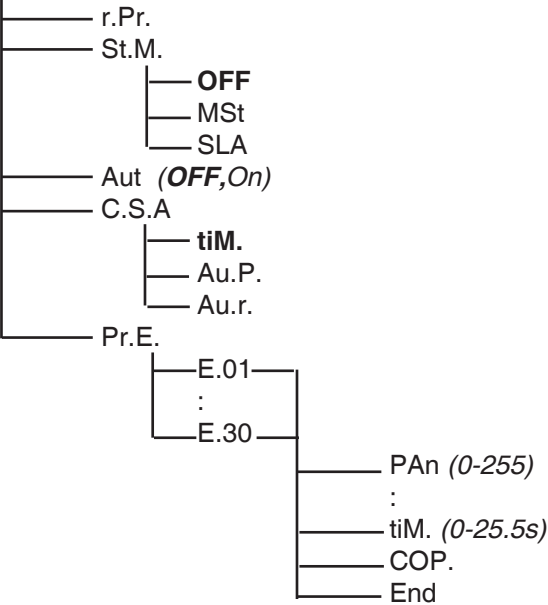 r.Pr.
St.M.
OFF
MSt
SLA
Aut (OFF,On)
C.S.A
tiM.
Au.P.
Au.r.
Pr.E.
E.01
:
E.30
PAn (0-255)
:
tiM. (0-25.5s)
COP.
End